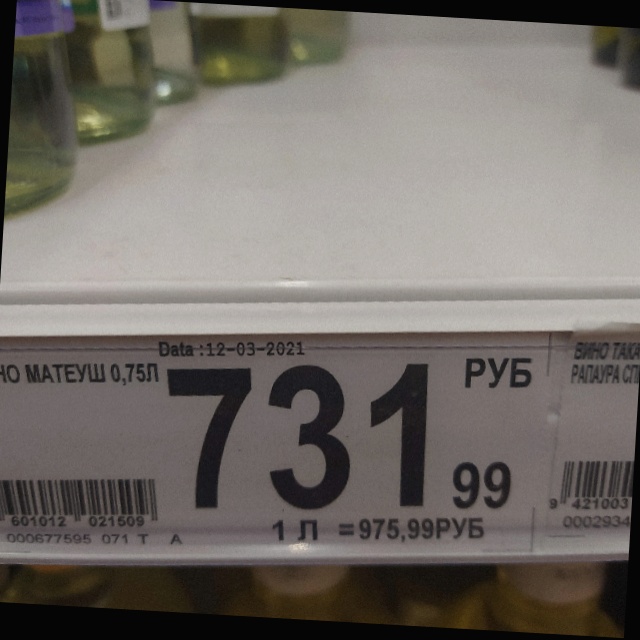 Data :12-03-2021
НО МАТЕУШ 0,75Л
731
99
РУБ
1 Л =975,99РУБ
601012 021509
000677595 071 Т А
ВИНО ТАКА
РАПАУРА СП
9 421003
0002934